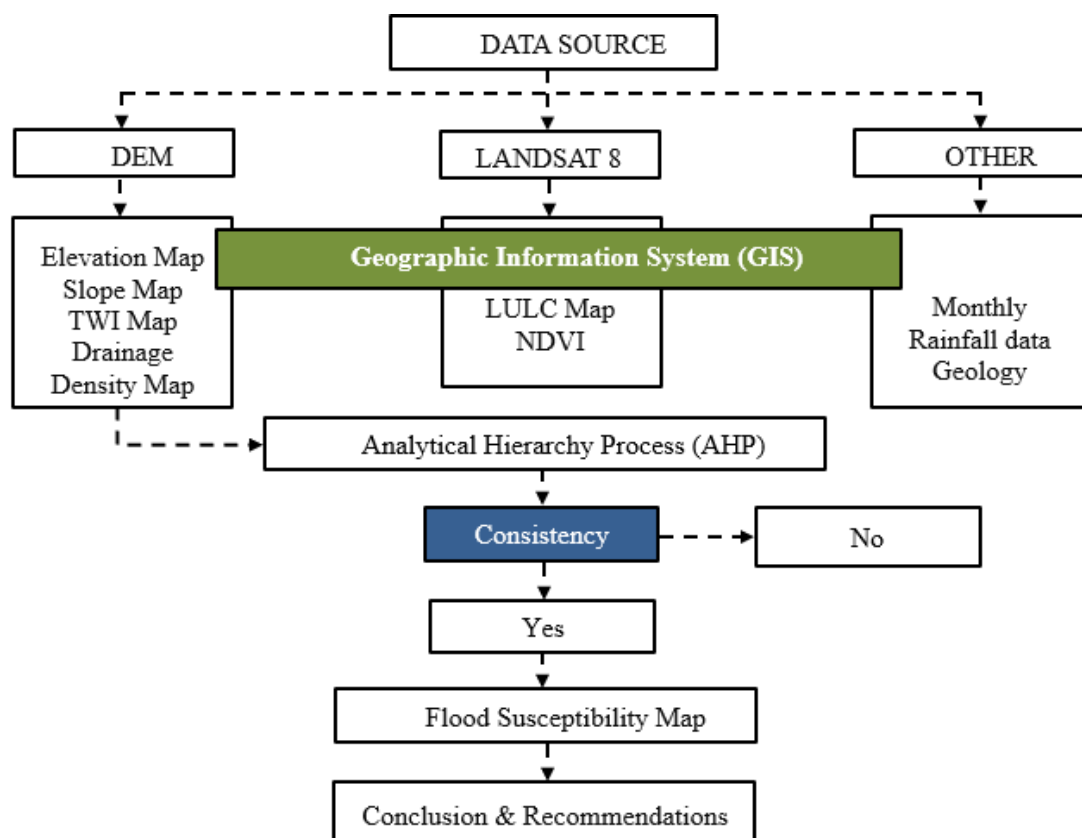 DATA SOURCE
DEM
LANDSAT 8
OTHER
Geographic Information System (GIS)
Elevation Map
Slope Map
TWI Map
Drainage
Density Map
LULC Map
NDVI
Monthly
Rainfall data
Geology
Analytical Hierarchy Process (AHP)
Consistency
No
Yes
Flood Susceptibility Map
Conclusion & Recommendations